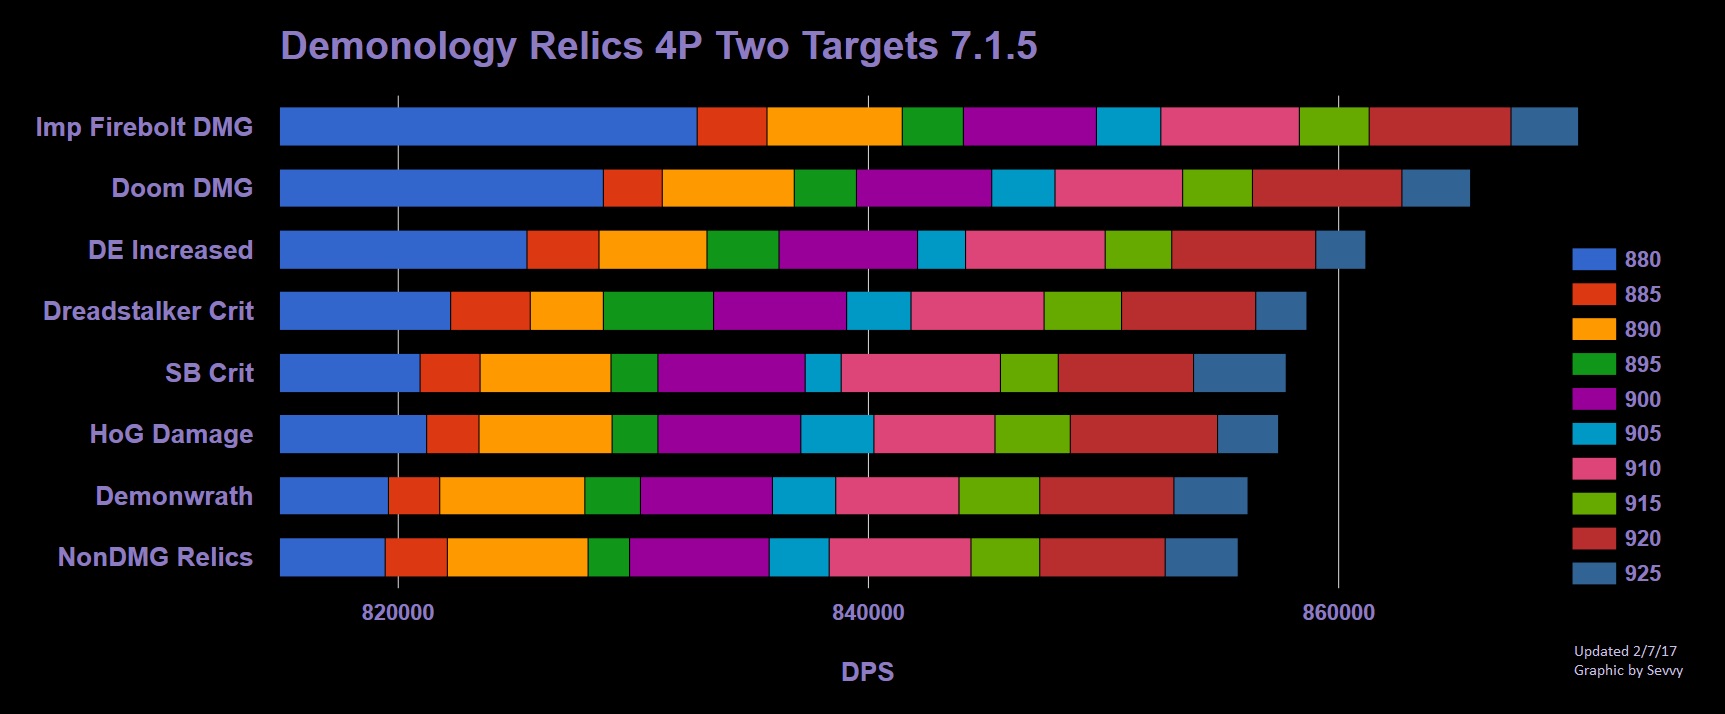 Demonology Relics 4P Two Targets 7.1.5
Imp Firebolt DMG
Doom DMG
DE Increased
Dreadstalker Crit
SB Crit
HoG Damage
Demonwrath
NonDMG Relics
820000 840000 860000
DPS
880
885
890
895
900
905
910
915
920
925
Updated 2/7/17
Graphic by Sevvy